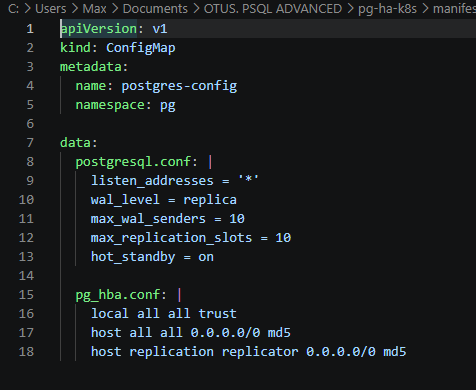 C: > Users > Max > Documents > OTUS. PSQL ADVANCED > pg-ha-k8s > manifes
1 apiVersion: v1
2 kind: ConfigMap
3 metadata:
4   name: postgres-config
5   namespace: pg
6
7 data:
8   postgresql.conf: |
9     listen_addresses = '*'
10     wal_level = replica
11     max_wal_senders = 10
12     max_replication_slots = 10
13     hot_standby = on
14
15   pg_hba.conf: |
16     local all all trust
17     host all all 0.0.0.0/0 md5
18     host replication replicator 0.0.0.0/0 md5